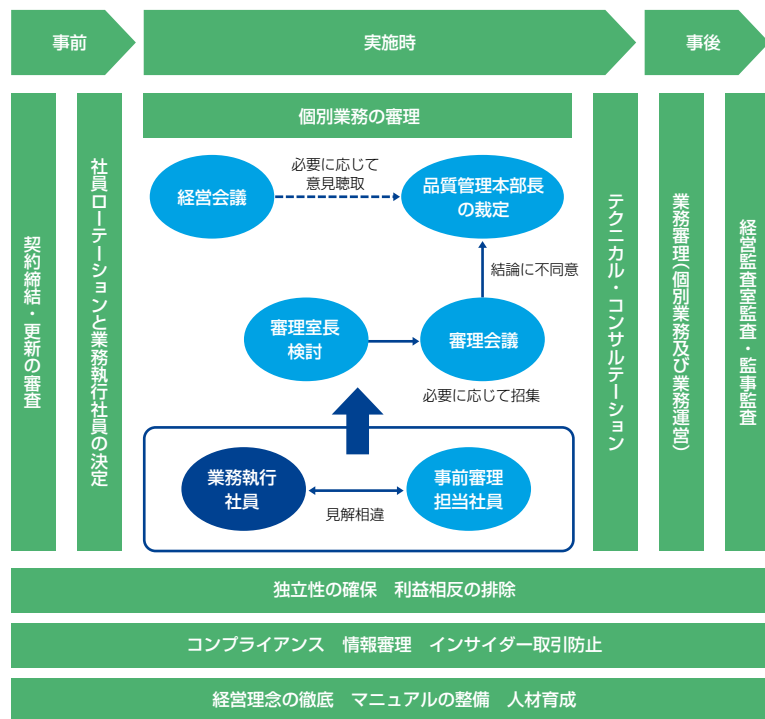 事前
実施時
事後
契約締結・更新の審査
社員ローテーションと業務執行社員の決定
個別業務の審理
経営会議
必要に応じて
意見聴取
品質管理本部長
の裁定
結論に不同意
審理室長
検討
審理会議
必要に応じて招集
業務執行
社員
見解相違
事前審理
担当社員
テクニカル・コンサルテーション
業務審理(個別業務及び業務運営)
経営監査室監査・監事監査
独立性の確保　利益相反の排除
コンプライアンス　情報審理　インサイダー取引防止
経営理念の徹底　マニュアルの整備　人材育成